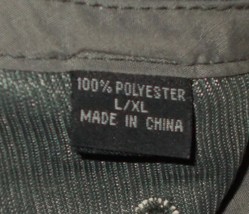 100% POLYESTER
L/XL
MADE IN CHINA